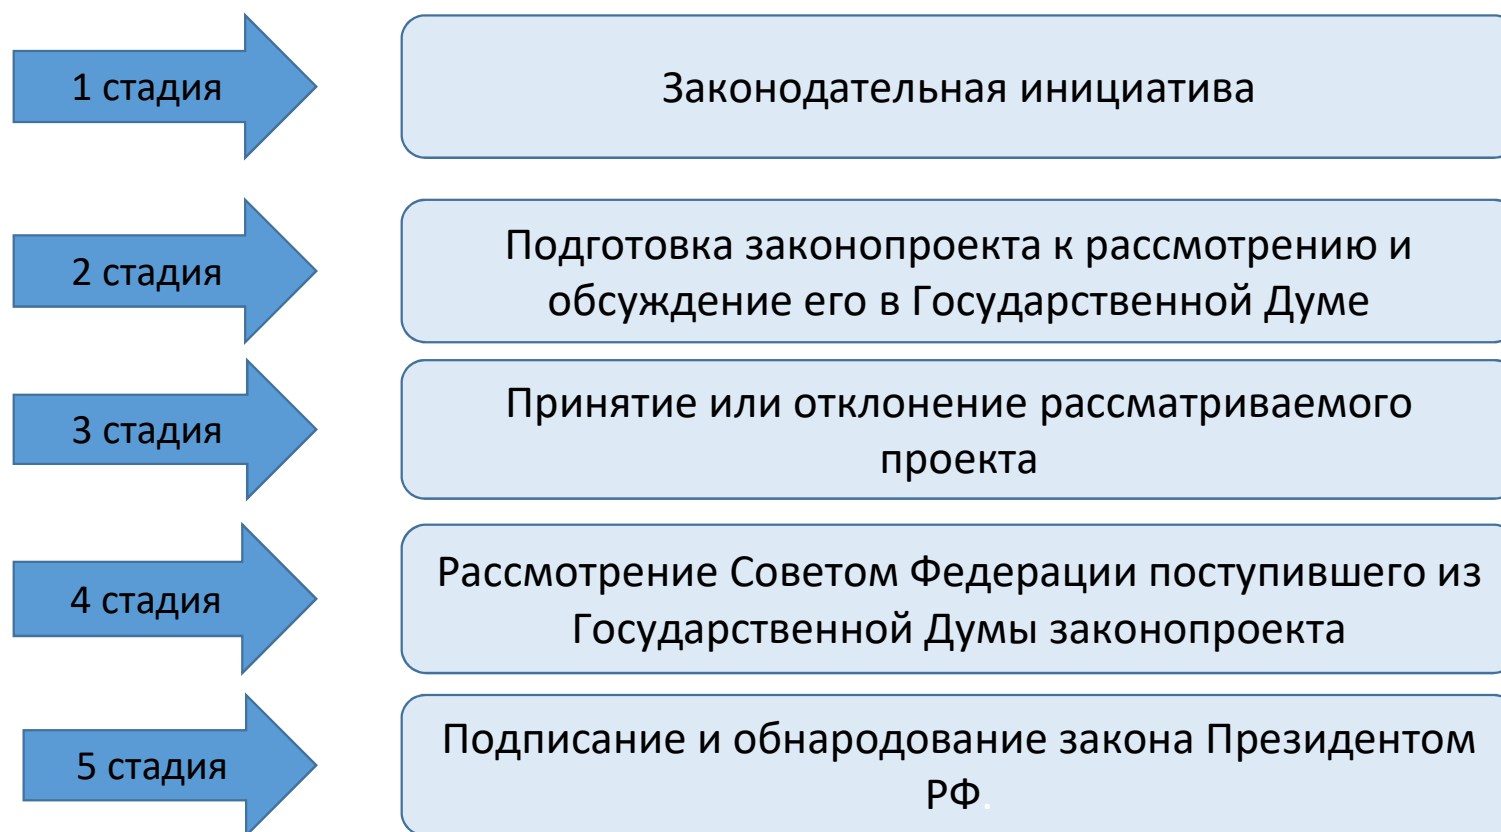 1 стадия
Законодательная инициатива
2 стадия
Подготовка законопроекта к рассмотрению и
обсуждение его в Государственной Думе
3 стадия
Принятие или отклонение рассматриваемого
проекта
4 стадия
Рассмотрение Советом Федерации поступившего из
Государственной Думы законопроекта
5 стадия
Подписание и обнародование закона Президентом
РФ.